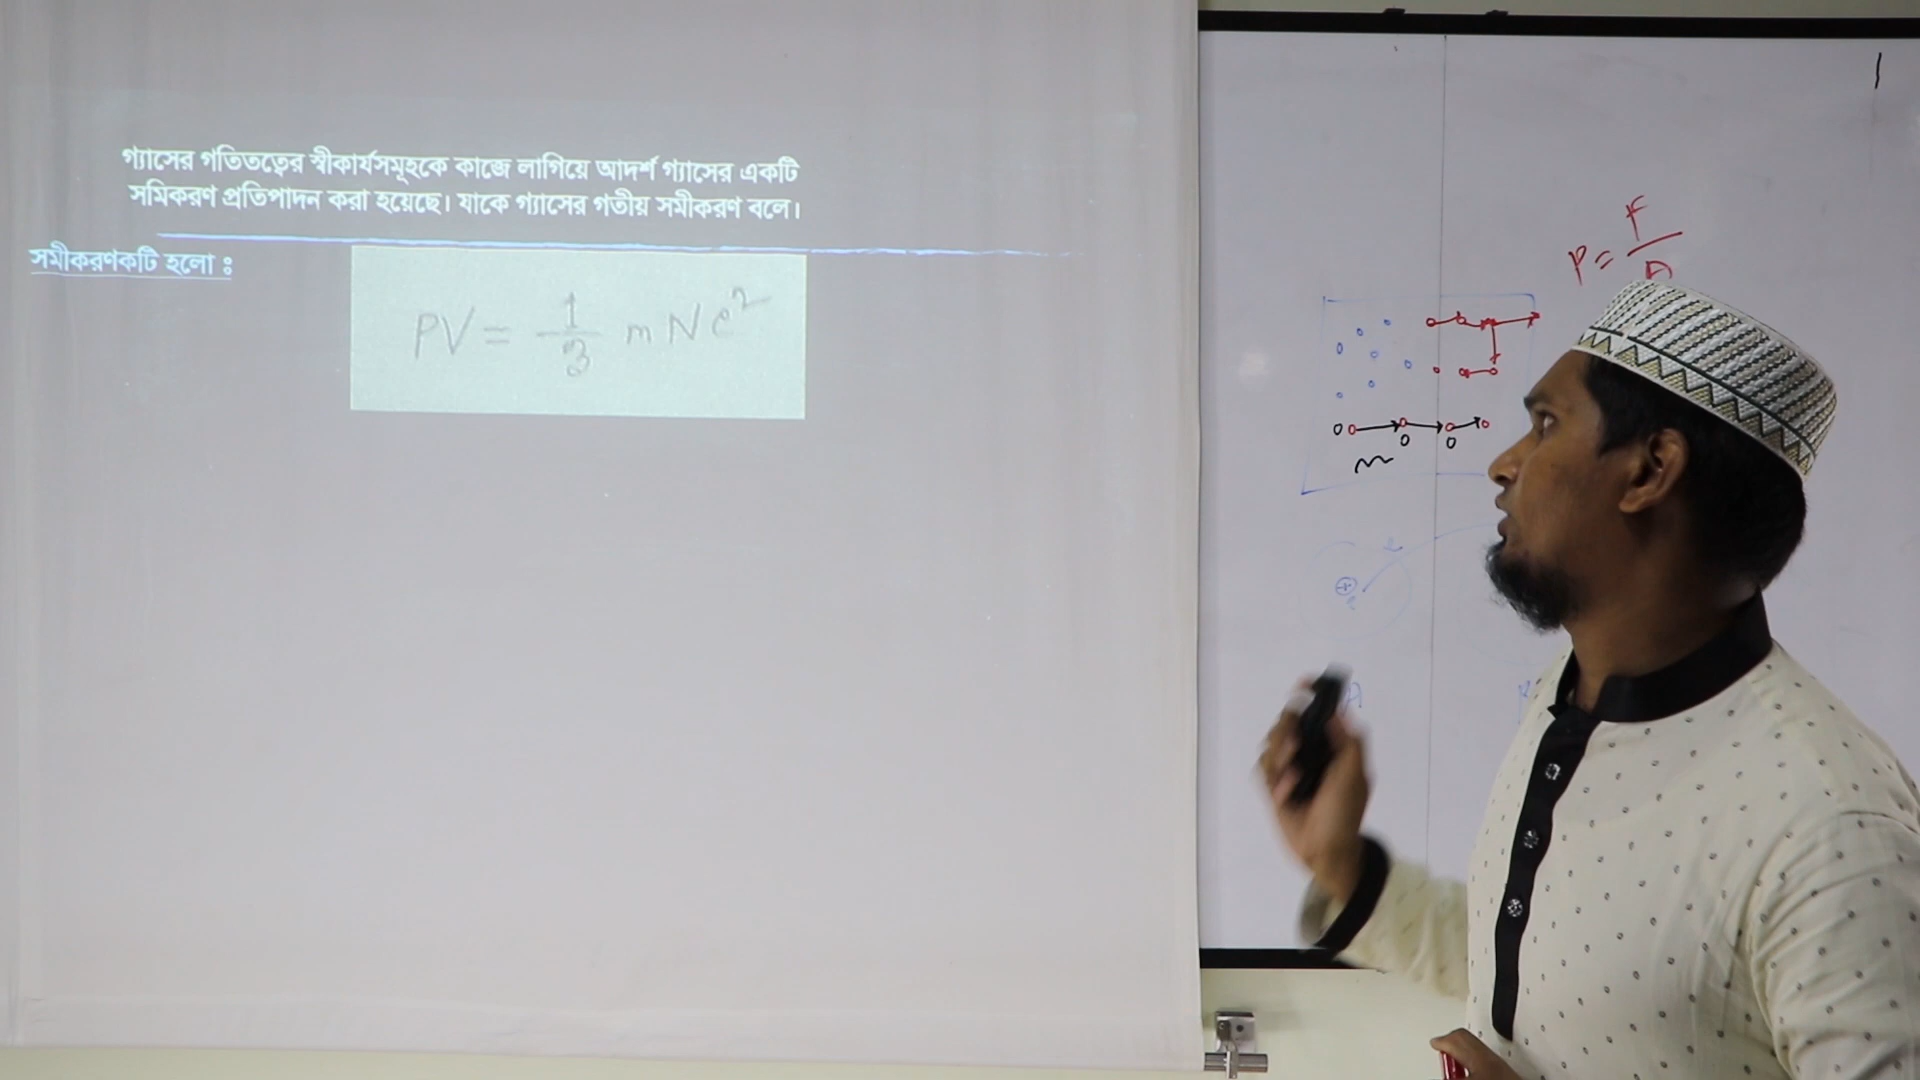 গ্যাসের গতিতত্বের স্বীকার্যসমূহকে কাজে লাগিয়ে আদর্শ গ্যাসের একটি
সমিকরণ প্রতিপাদন করা হয়েছে। যাকে গ্যাসের গতীয় সমীকরণ বলে।
সমীকরণকটি হলো ঃ
PV = 1/3 m N c²
P = F/A
A